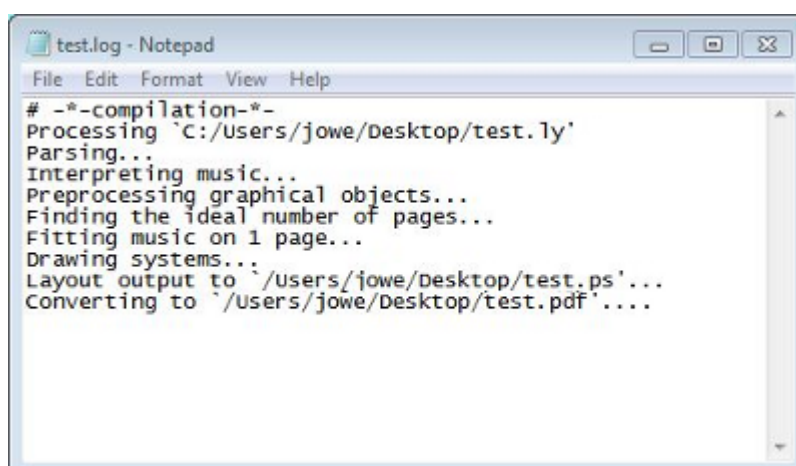 test.log - Notepad
File Edit Format View Help
# -*-compilation-*-
Processing `C:/Users/jowe/Desktop/test.ly'
Parsing...
Interpreting music...
Preprocessing graphical objects...
Finding the ideal number of pages...
Fitting music on 1 page...
Drawing systems...
Layout output to `/Users/jowe/Desktop/test.ps'...
Converting to `/Users/jowe/Desktop/test.pdf'....